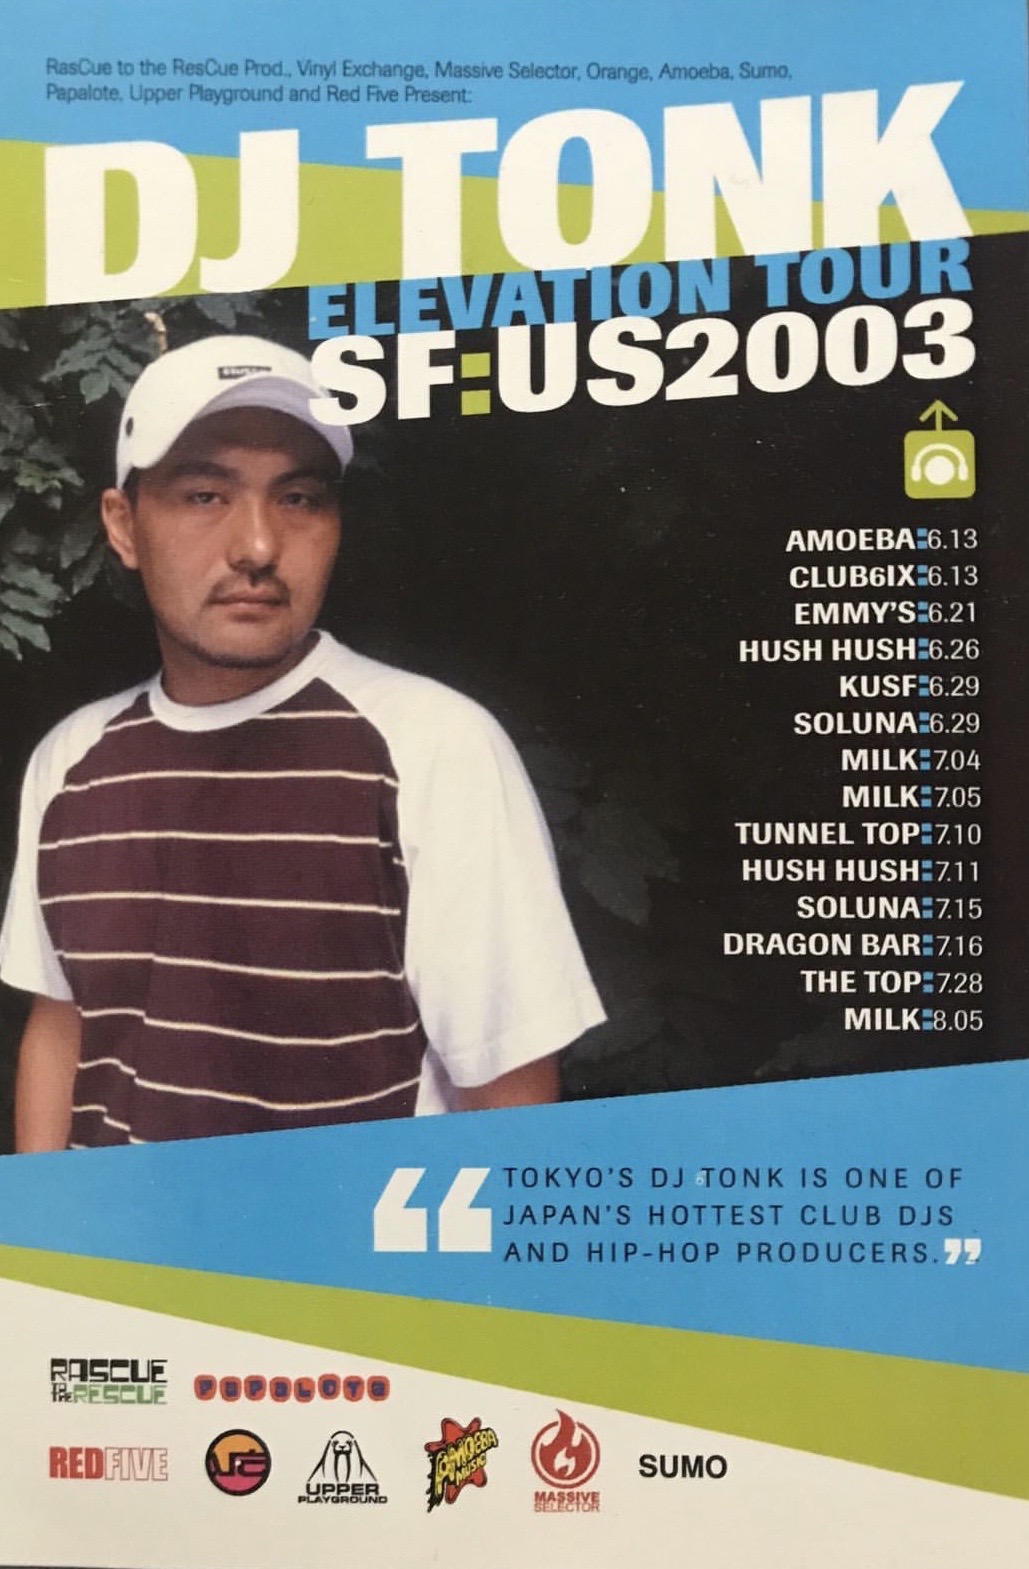 RasCue to the ResCue Prod., Vinyl Exchange, Massive Selector, Orange, Amoeba, Sumo,
Papalote, Upper Playground and Red Five Present:
DJ TONK
ELEVATION TOUR
SF:US2003
AMOEBA:6.13
CLUB6IX:6.13
EMMY'S:6.21
HUSH HUSH:6.26
KUSF:6.29
SOLUNA:6.29
MILK:7.04
MILK:7.05
TUNNEL TOP:7.10
HUSH HUSH:7.11
SOLUNA:7.15
DRAGON BAR:7.16
THE TOP:7.28
MILK:8.05
“TOKYO'S DJ TONK IS ONE OF
JAPAN'S HOTTEST CLUB DJS
AND HIP-HOP PRODUCERS.”
RASCUE
TO THE RESCUE
PAPALOTE
REDFIVE
UPPER
PLAYGROUND
AMOEBA
MUSIC
MASSIVE
SELECTOR
SUMO